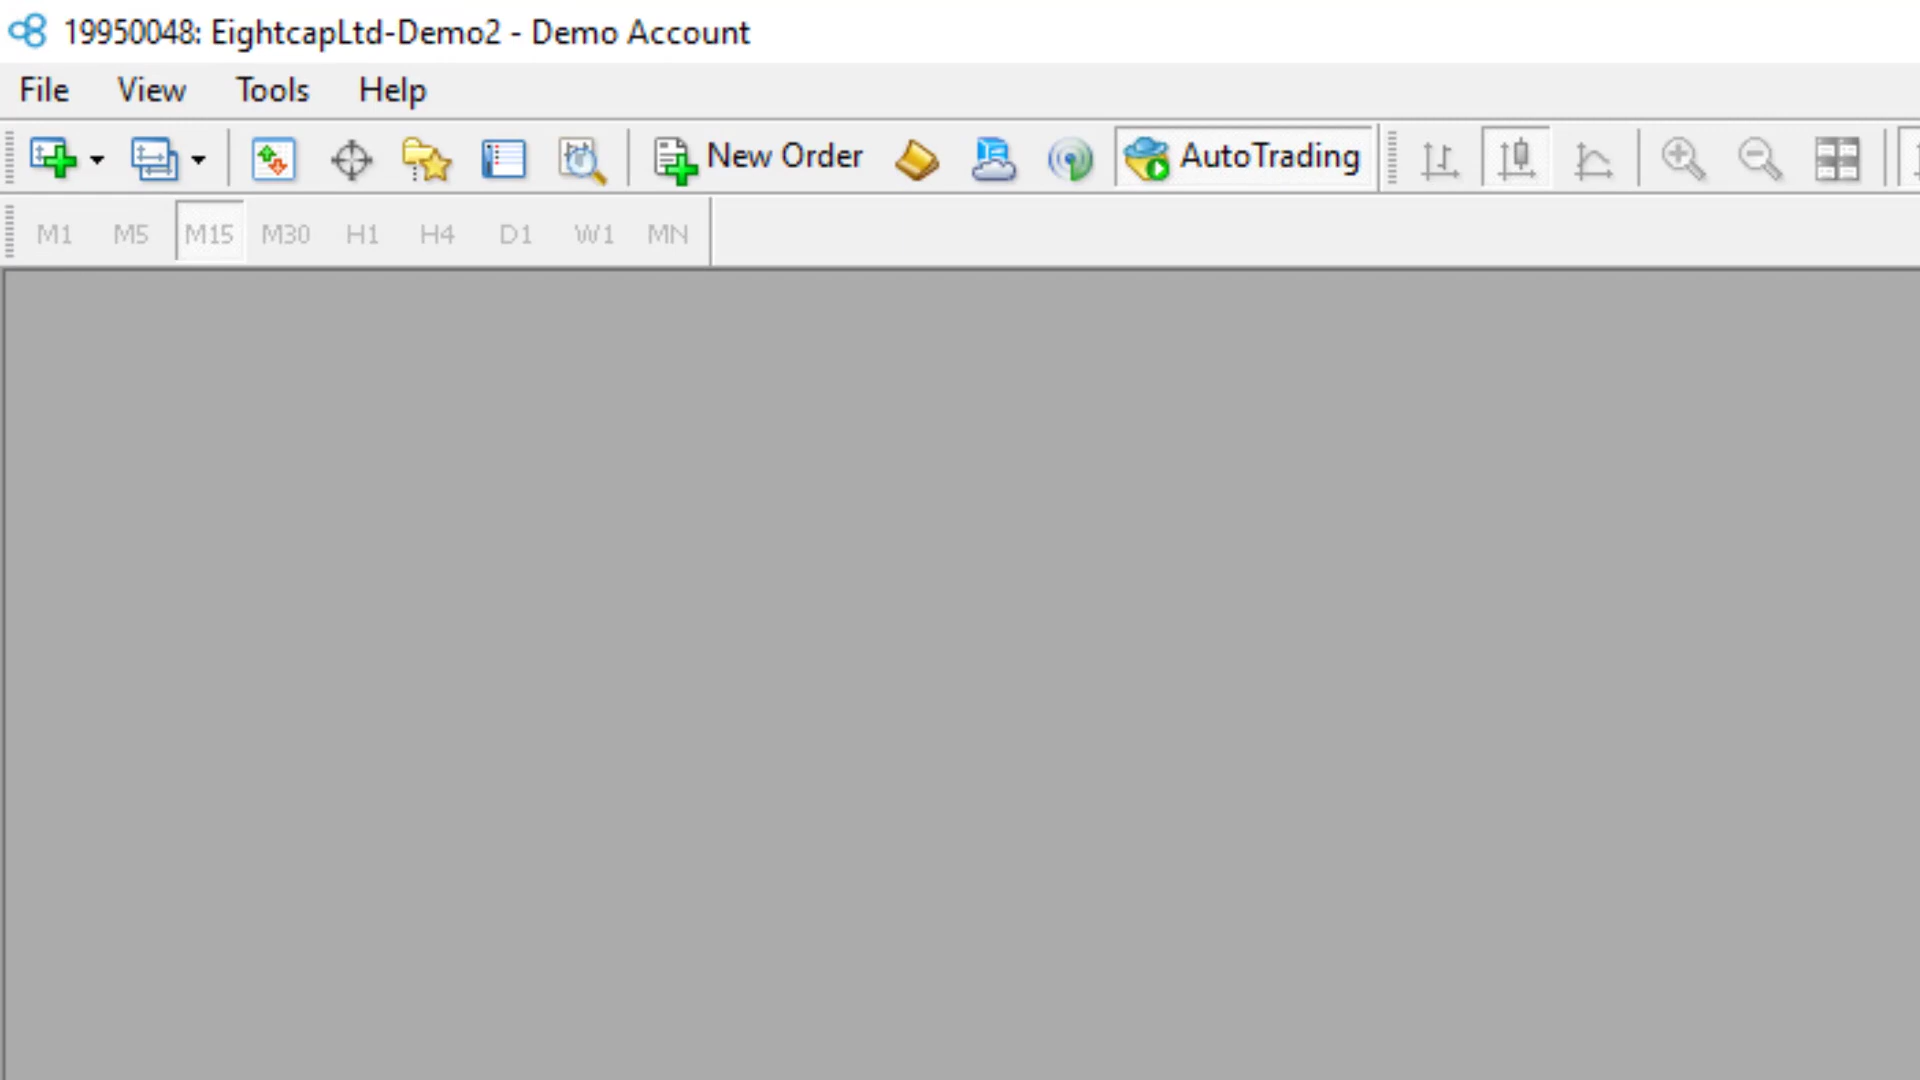 19950048: EightcapLtd-Demo2 - Demo Account
File View Tools Help
New Order AutoTrading
M1 M5 M15 M30 H1 H4 D1 W1 MN